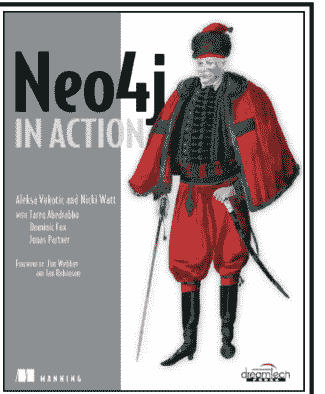 Neo4j
IN ACTION
Aleksa Vukotic and Nicki Watt
WITH Tareq Abedrabbo
Dominic Fox
Jonas Partner
FOREWORD BY Jim Webber
AND Ian Robinson
MANNING
dreamtech
PRESS